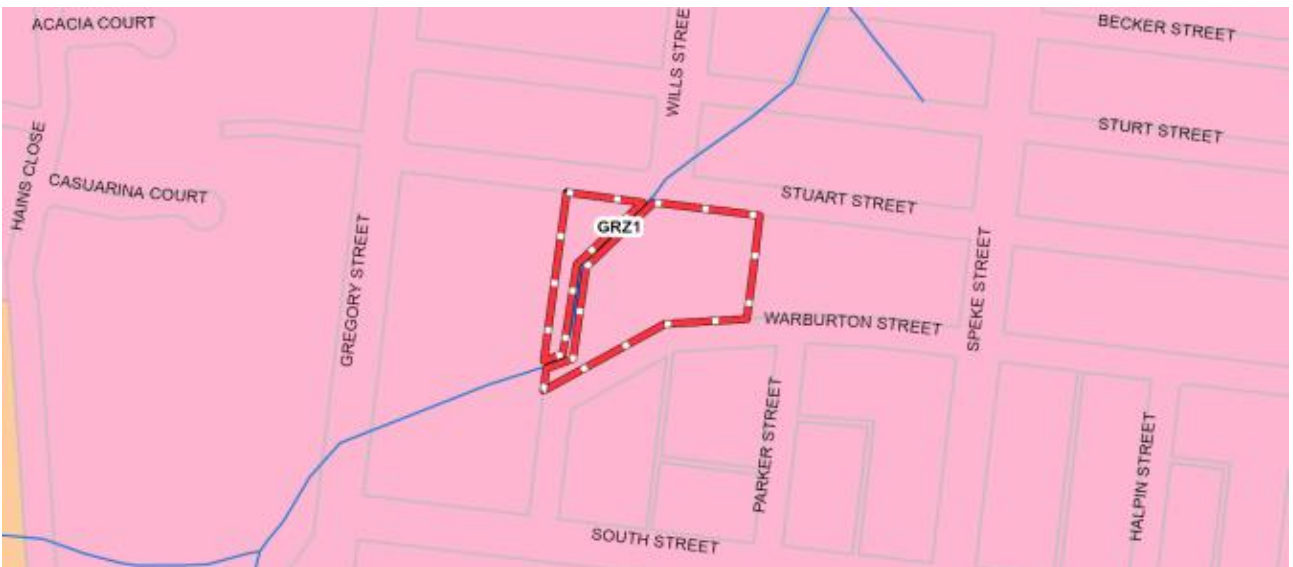 ACACIA COURT
BECKER STREET
WILLS STREE
STURT STREET
HAINS CLOSE
CASUARINA COURT
STUART STREET
GRZ1
GREGORY STREET
SPEKE STREET
WARBURTON STREET
PARKER STREET
HALPIN STREET
SOUTH STREET